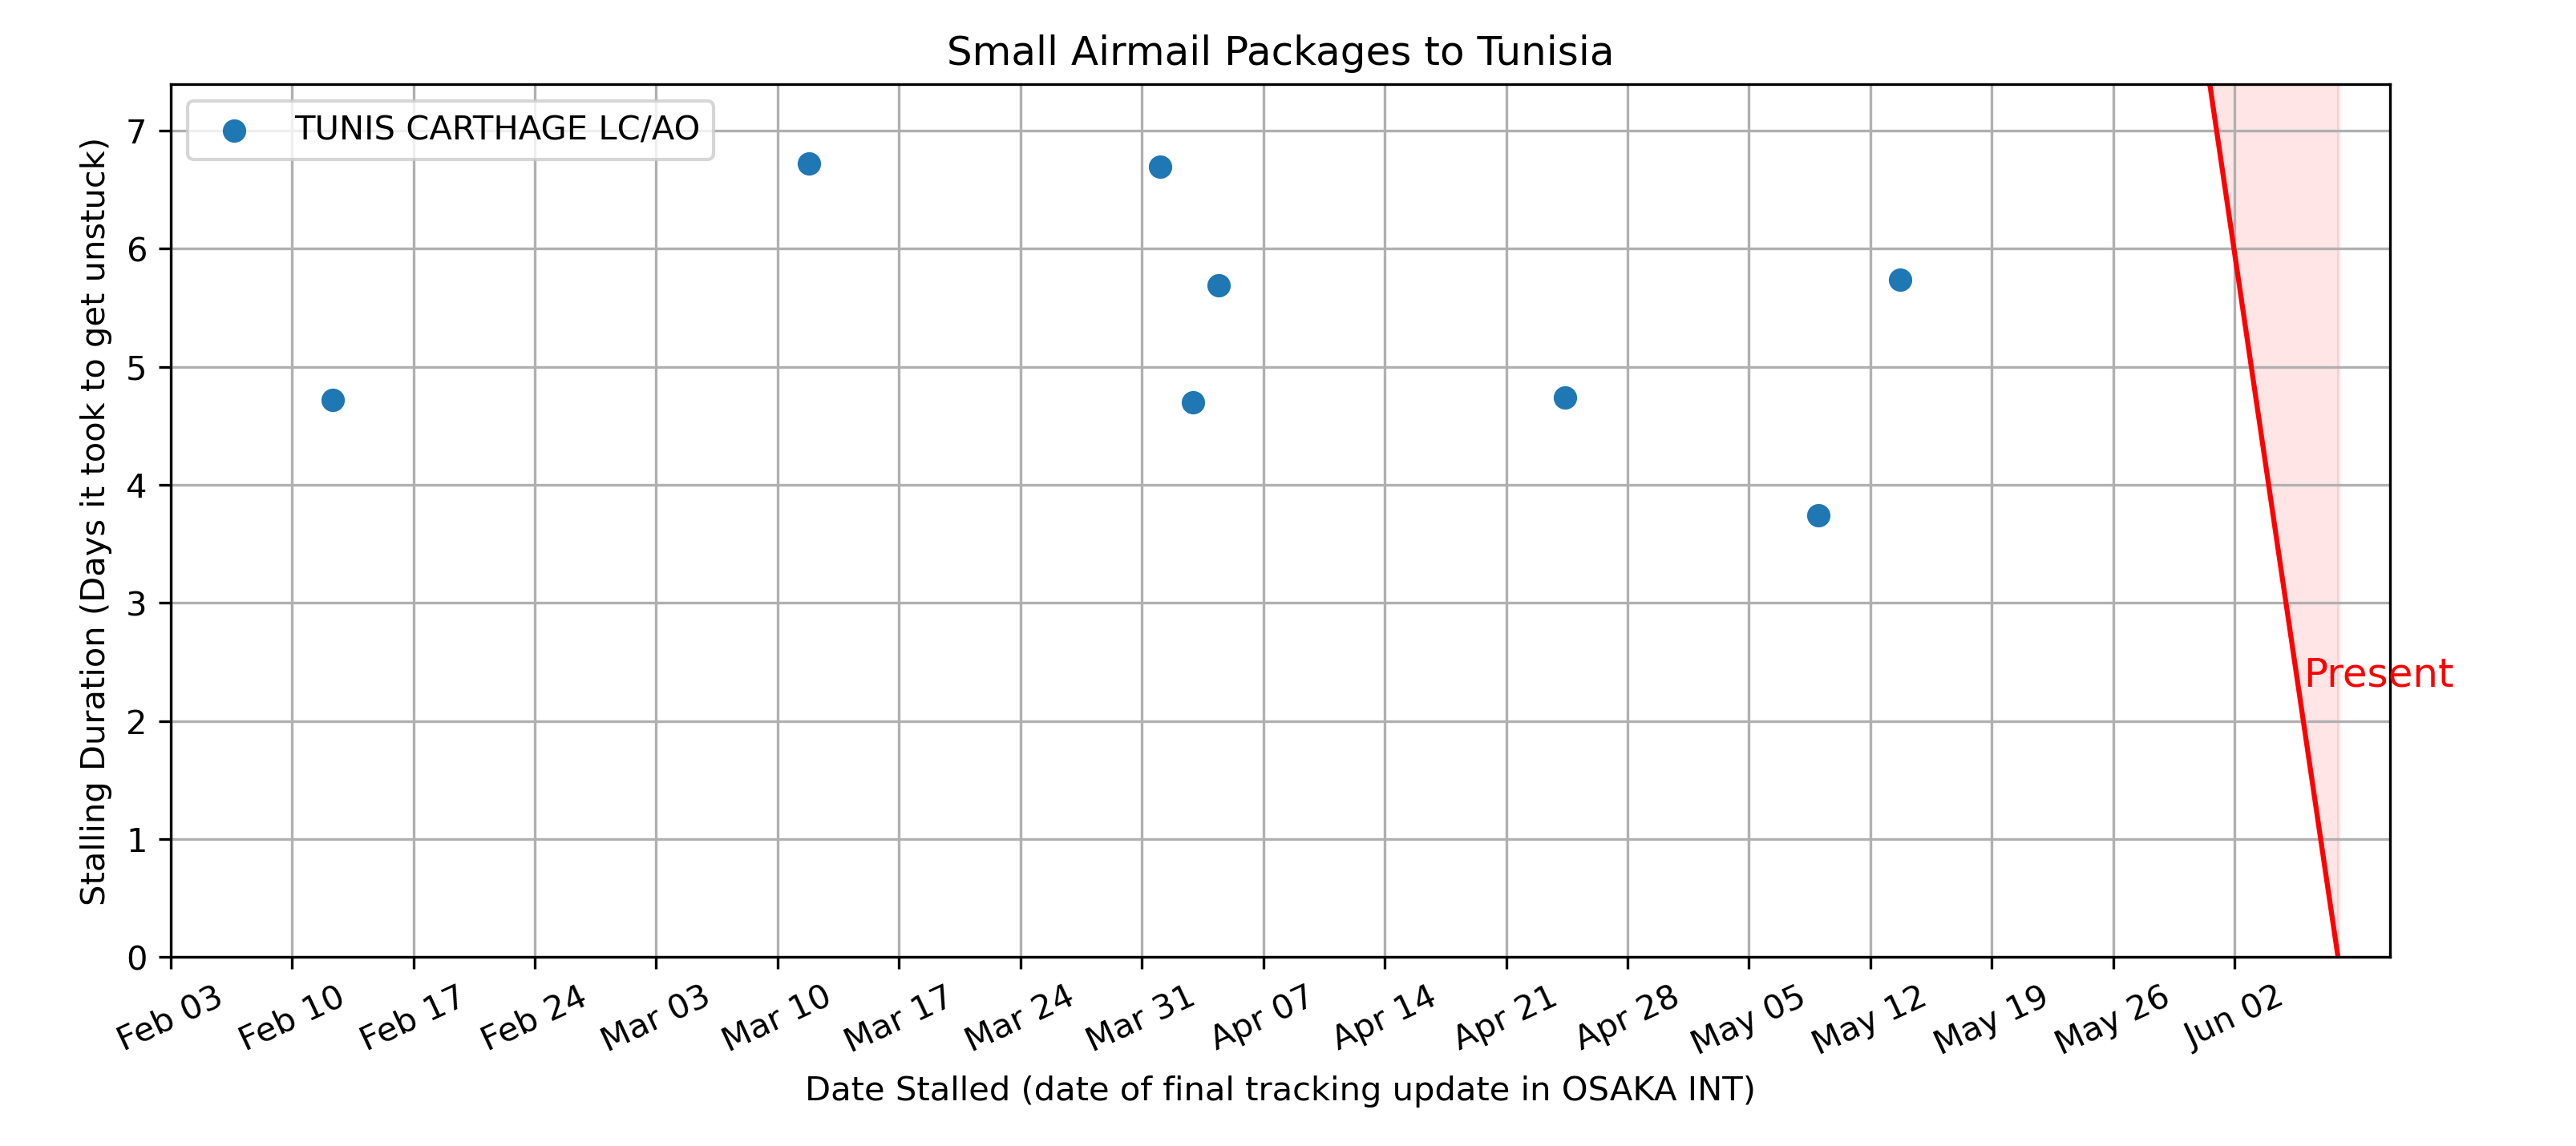 Small Airmail Packages to Tunisia
TUNIS CARTHAGE LC/AO
Stalling Duration (Days it took to get unstuck)
7
6
5
4
3
2
1
0
Present
Feb 03
Feb 10
Feb 17
Feb 24
Mar 03
Mar 10
Mar 17
Mar 24
Mar 31
Apr 07
Apr 14
Apr 21
Apr 28
May 05
May 12
May 19
May 26
Jun 02
Date Stalled (date of final tracking update in OSAKA INT)